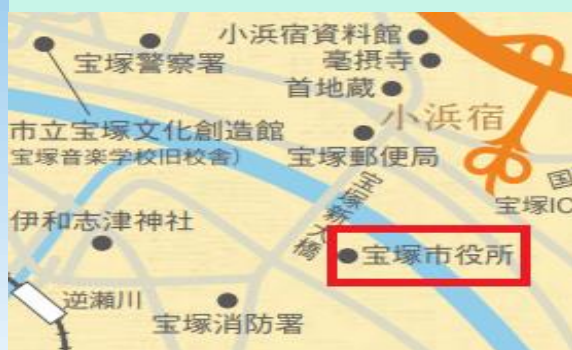 小浜宿資料館
宝塚警察署
毫摂寺
首地蔵
小浜宿
市立宝塚文化創造館
(宝塚音楽学校旧校舎)
宝塚郵便局
国
宝塚IC
宝塚新大橋
伊和志津神社
宝塚市役所
逆瀬川
宝塚消防署